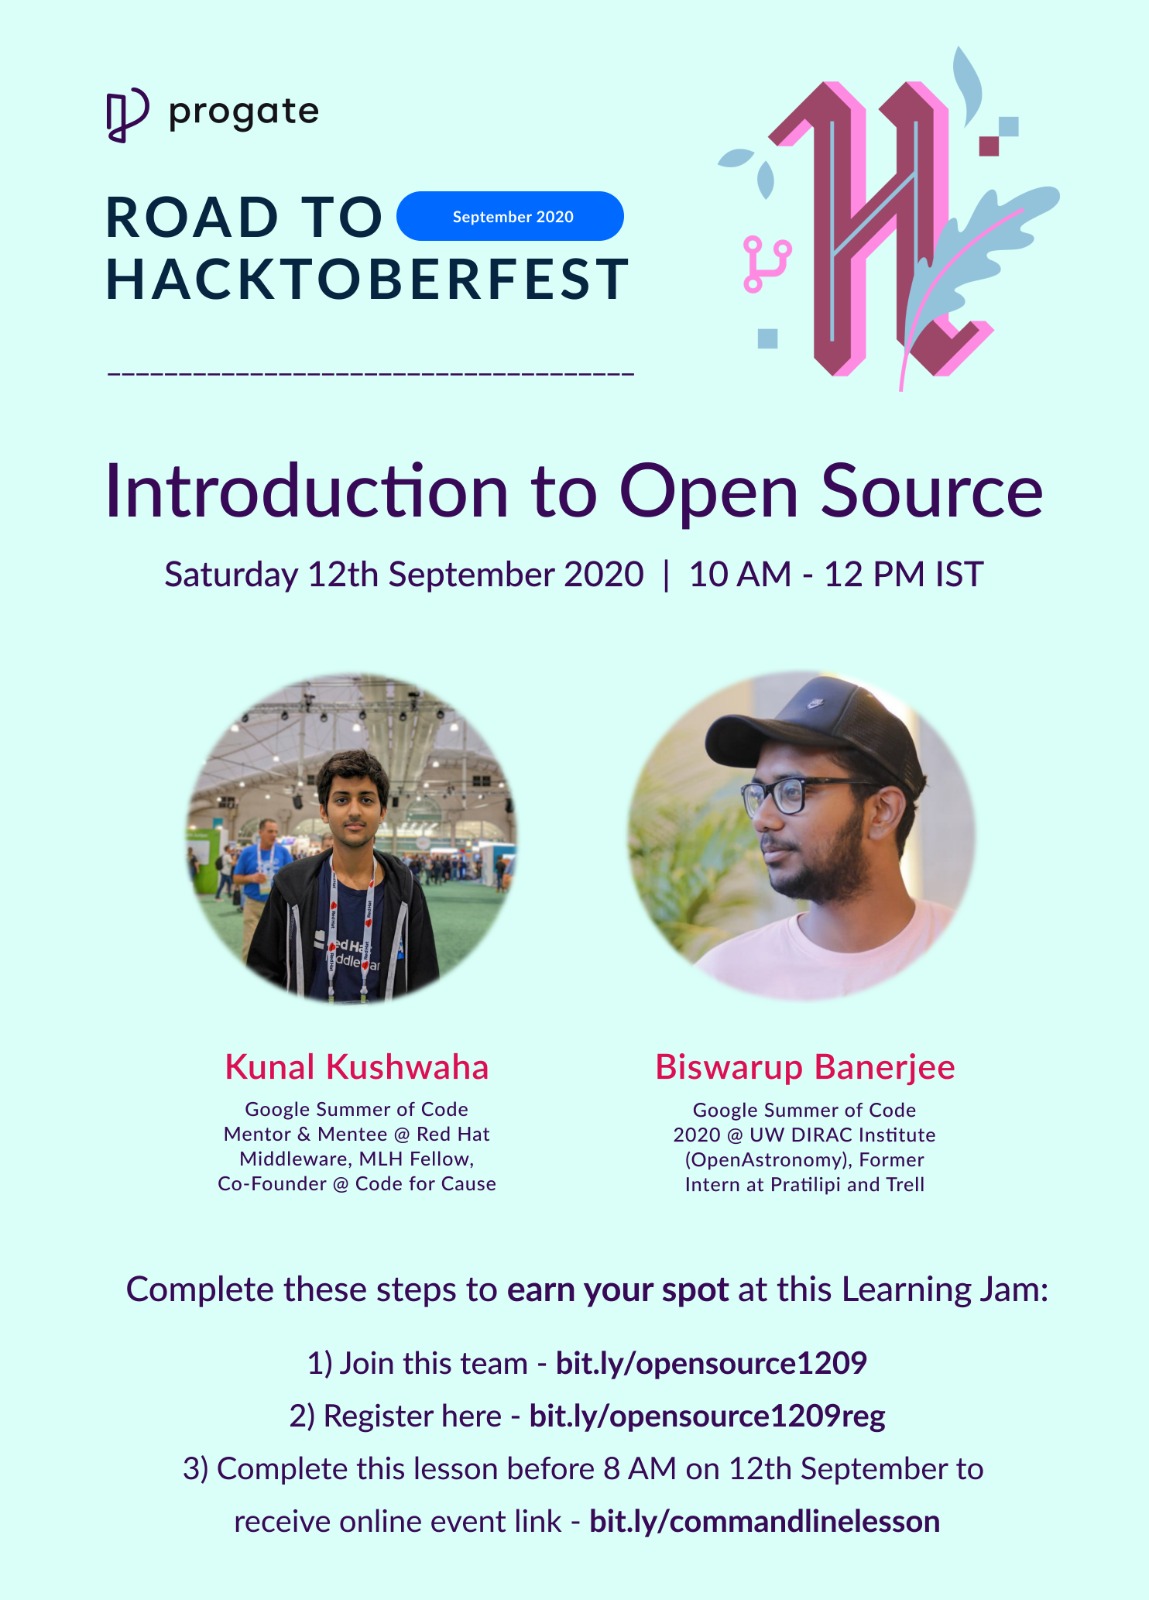 progate
ROAD TO
September 2020
HACKTOBERFEST
Introduction to Open Source
Saturday 12th September 2020 | 10 AM - 12 PM IST
Kunal Kushwaha
Google Summer of Code
Mentor & Mentee @ Red Hat
Middleware, MLH Fellow,
Co-Founder @ Code for Cause
Biswarup Banerjee
Google Summer of Code
2020 @ UW DIRAC Institute
(OpenAstronomy), Former
Intern at Pratilipi and Trell
Complete these steps to earn your spot at this Learning Jam:
1) Join this team - bit.ly/opensource1209
2) Register here - bit.ly/opensource1209reg
3) Complete this lesson before 8 AM on 12th September to
receive online event link - bit.ly/commandlinelesson